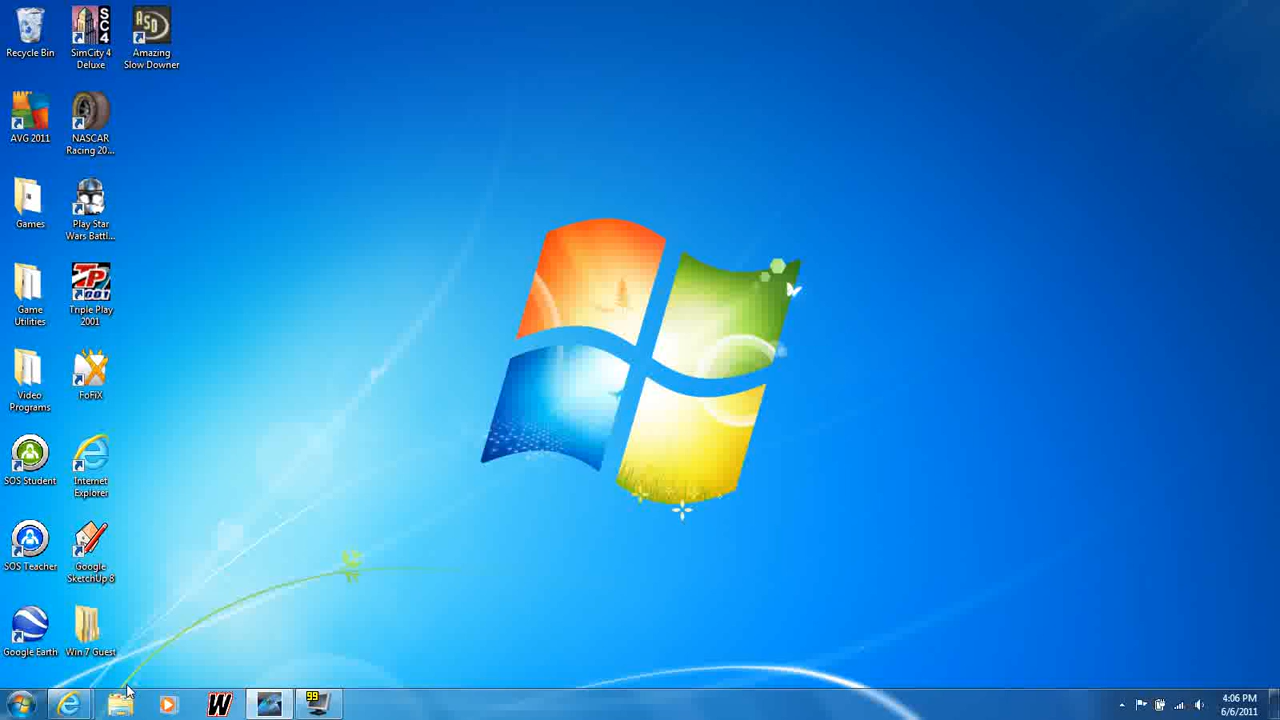 Recycle Bin
SimCity 4
Deluxe
SC4
Amazing
Slow Downer
ASD
AVG 2011
NASCAR
Racing 20...
Games
Play Star
Wars Battl...
Game
Utilities
Triple Play
2001
TP
2001
Video
Programs
FoFiX
SOS Student
Internet
Explorer
SOS Teacher
Google
SketchUp 8
Google Earth
Win 7 Guest
W
99
4:06 PM
6/6/2011